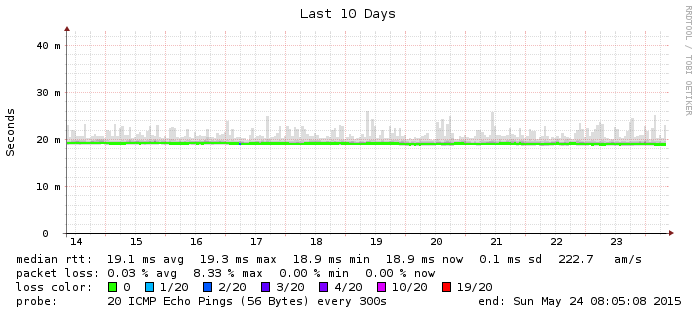 Last 10 Days
RRDTOOL / TOBI OETIKER
Seconds
40 m
30 m
20 m
10 m
0
14 15 16 17 18 19 20 21 22 23
median rtt: 19.1 ms avg 19.3 ms max 18.9 ms min 18.9 ms now 0.1 ms sd 222.7 am/s
packet loss: 0.03 % avg 8.33 % max 0.00 % min 0.00 % now
loss color: 0 1/20 2/20 3/20 4/20 10/20 19/20
probe: 20 ICMP Echo Pings (56 Bytes) every 300s end: Sun May 24 08:05:08 2015